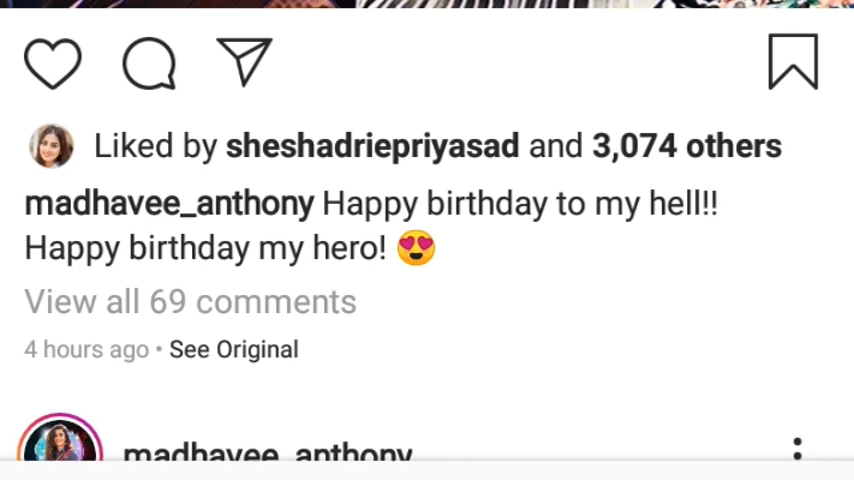 Liked by sheshadriepriyasad and 3,074 others
madhavee_anthony Happy birthday to my hell!!
Happy birthday my hero! 😍
View all 69 comments
4 hours ago • See Original
madhavee_anthony